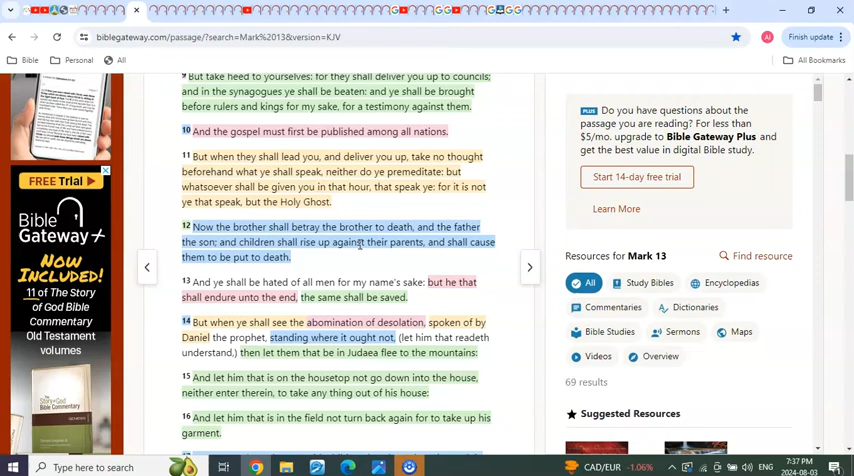 biblegateway.com/passage/?search=Mark%2013&version=KJV
AI
Finish update
Bible
Personal
All
All Bookmarks
9 But take heed to yourselves: for they shall deliver you up to councils;
and in the synagogues ye shall be beaten: and ye shall be brought
before rulers and kings for my sake, for a testimony against them.
10 And the gospel must first be published among all nations.
11 But when they shall lead you, and deliver you up, take no thought
beforehand what ye shall speak, neither do ye premeditate: but
whatsoever shall be given you in that hour, that speak ye: for it is not
ye that speak, but the Holy Ghost.
12 Now the brother shall betray the brother to death, and the father
the son; and children shall rise up against their parents, and shall cause
them to be put to death.
13 And ye shall be hated of all men for my name's sake: but he that
shall endure unto the end, the same shall be saved.
14 But when ye shall see the abomination of desolation, spoken of by
Daniel the prophet, standing where it ought not, (let him that readeth
understand,) then let them that be in Judaea flee to the mountains:
15 And let him that is on the housetop not go down into the house,
neither enter therein, to take any thing out of his house:
16 And let him that is in the field not turn back again for to take up his
garment.
FREE Trial
Bible
Gateway+
NOW
INCLUDED!
11 of The Story
of God Bible
Commentary
Old Testament
volumes
PLUS Do you have questions about the
passage you are reading? For less than
$5/mo. upgrade to Bible Gateway Plus and
get the best value in digital Bible study.
Start 14-day free trial
Learn More
Resources for Mark 13
Find resource
All
Study Bibles
Encyclopedias
Commentaries
Dictionaries
Bible Studies
Sermons
Maps
Videos
Overview
69 results
Suggested Resources
Type here to search
CAD/EUR -1.06%
ENG
7:37 PM
2024-08-03